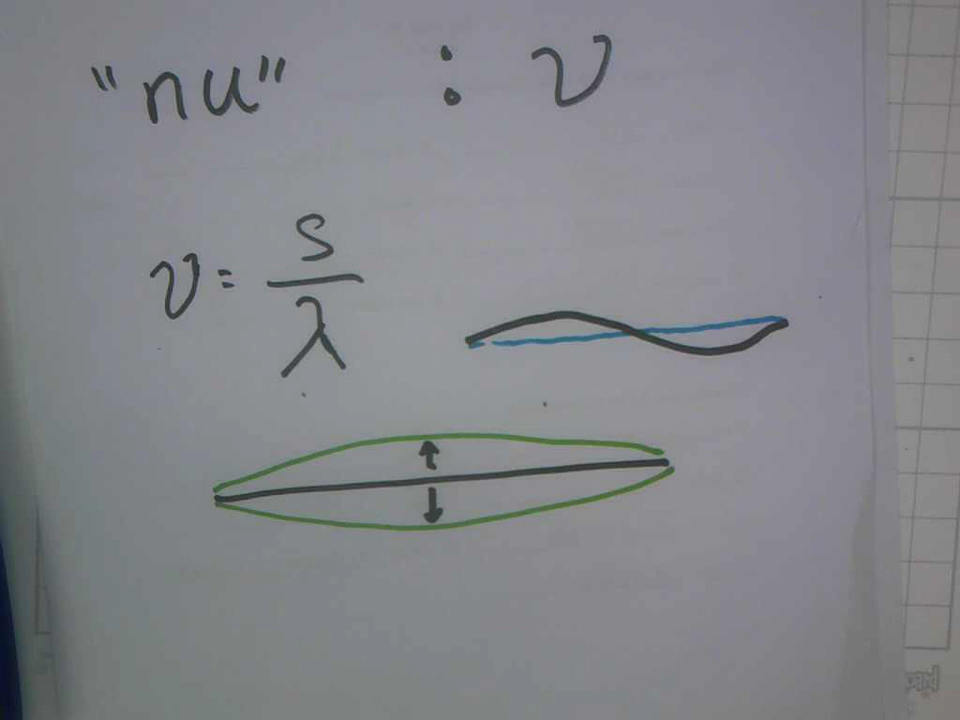 "nu" : ν
ν = s/λ